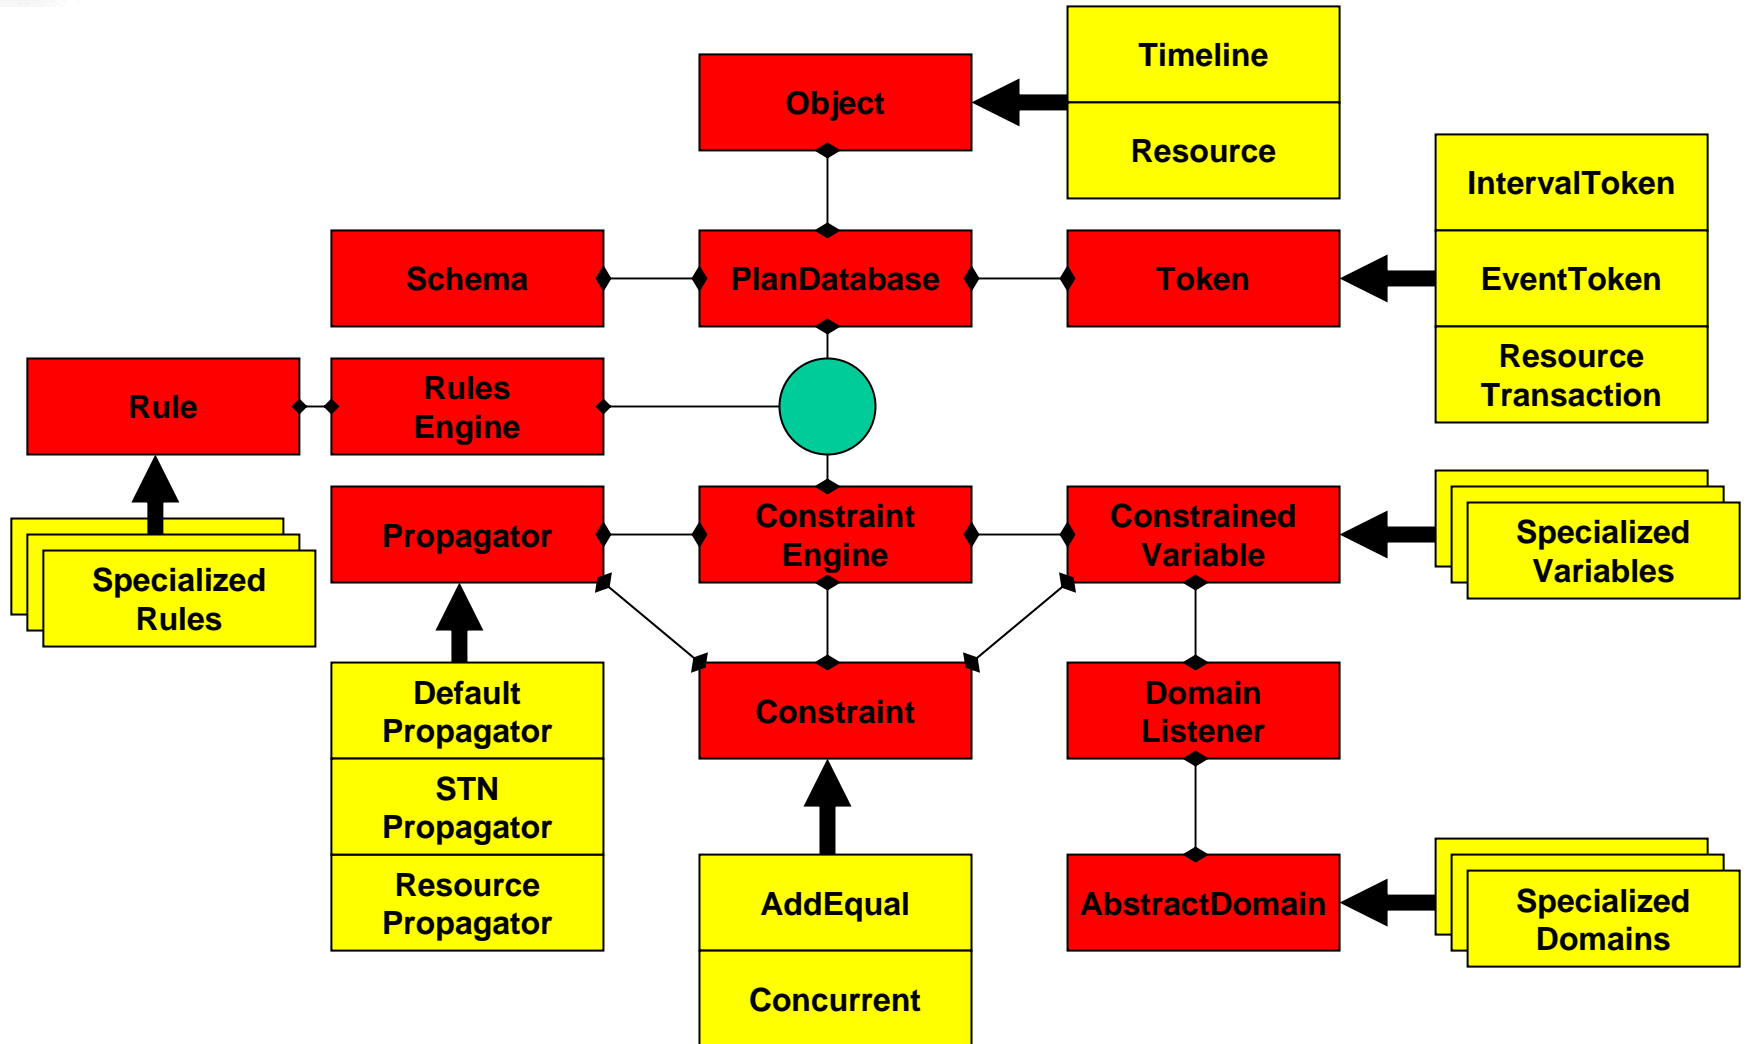 Timeline
Object
Resource
IntervalToken
Schema
PlanDatabase
Token
EventToken
Resource
Transaction
Rule
Rules
Engine
Propagator
Constraint
Engine
Constrained
Variable
Specialized
Variables
Specialized
Rules
Default
Propagator
Constraint
Domain
Listener
STN
Propagator
Resource
Propagator
AddEqual
AbstractDomain
Specialized
Domains
Concurrent